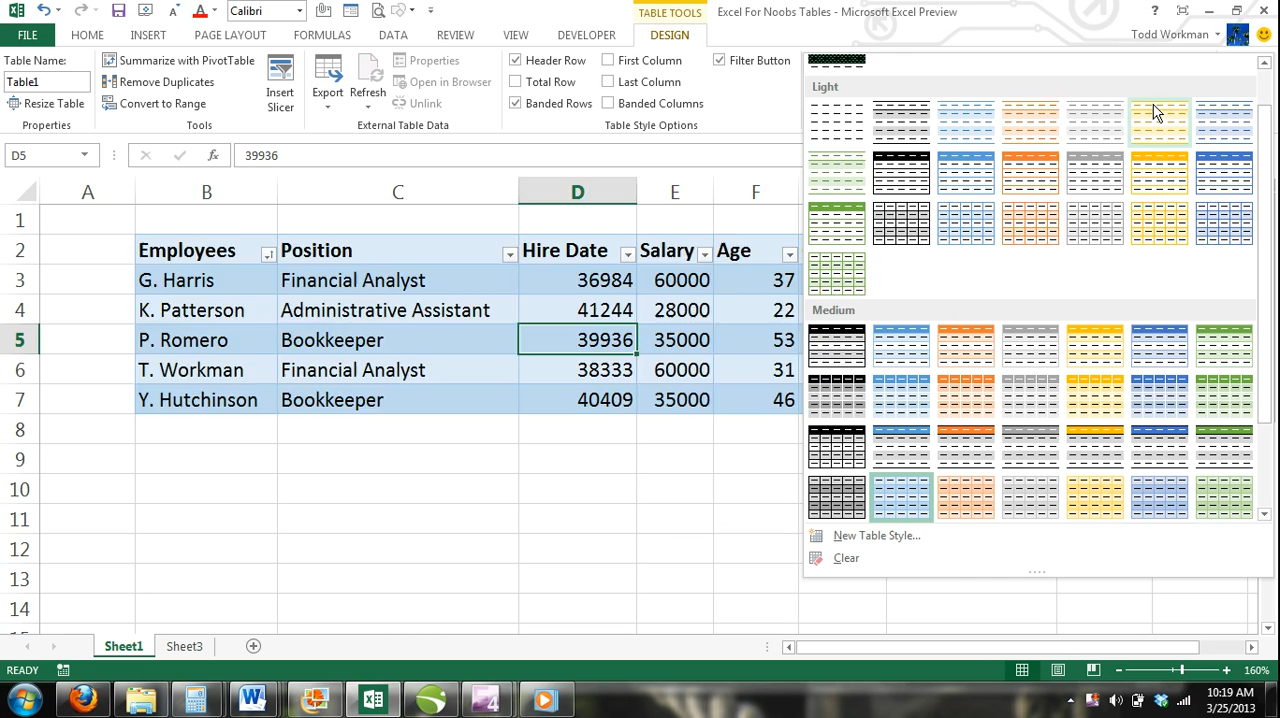 Calibri
TABLE TOOLS
Excel For Noobs Tables - Microsoft Excel Preview
?
FILE HOME INSERT PAGE LAYOUT FORMULAS DATA REVIEW VIEW DEVELOPER DESIGN Todd Workman
Table Name:
Table1
Resize Table
Properties
Summarize with PivotTable
Remove Duplicates
Convert to Range
Insert Slicer
Tools
Export
Refresh
Properties
Open in Browser
Unlink
External Table Data
Header Row First Column Filter Button
Total Row Last Column
Banded Rows Banded Columns
Table Style Options
Light
Medium
New Table Style...
Clear
D5 fx 39936
A B C D E F
1
2 Employees Position Hire Date Salary Age
3 G. Harris Financial Analyst 36984 60000 37
4 K. Patterson Administrative Assistant 41244 28000 22
5 P. Romero Bookkeeper 39936 35000 53
6 T. Workman Financial Analyst 38333 60000 31
7 Y. Hutchinson Bookkeeper 40409 35000 46
8
9
10
11
12
13
14
Sheet1 Sheet3
READY 160%
10:19 AM
3/25/2013